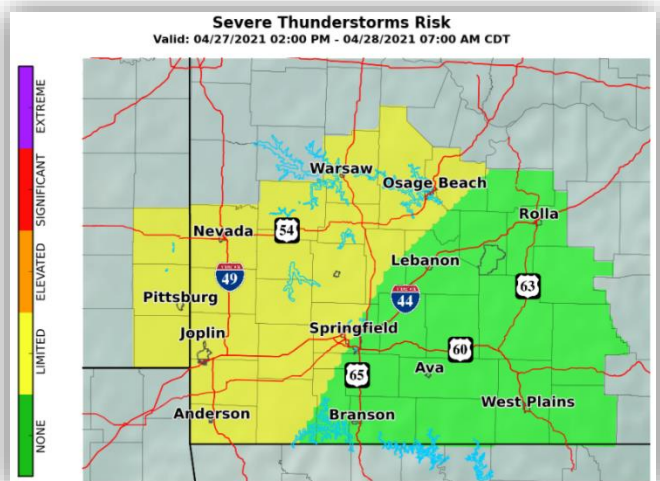 Severe Thunderstorms Risk
Valid: 04/27/2021 02:00 PM - 04/28/2021 07:00 AM CDT
EXTREME
SIGNIFICANT
ELEVATED
LIMITED
NONE
Warsaw
Osage Beach
Rolla
Nevada
54
Lebanon
49
44
63
Pittsburg
Joplin
Springfield
60
65
Ava
Anderson
Branson
West Plains